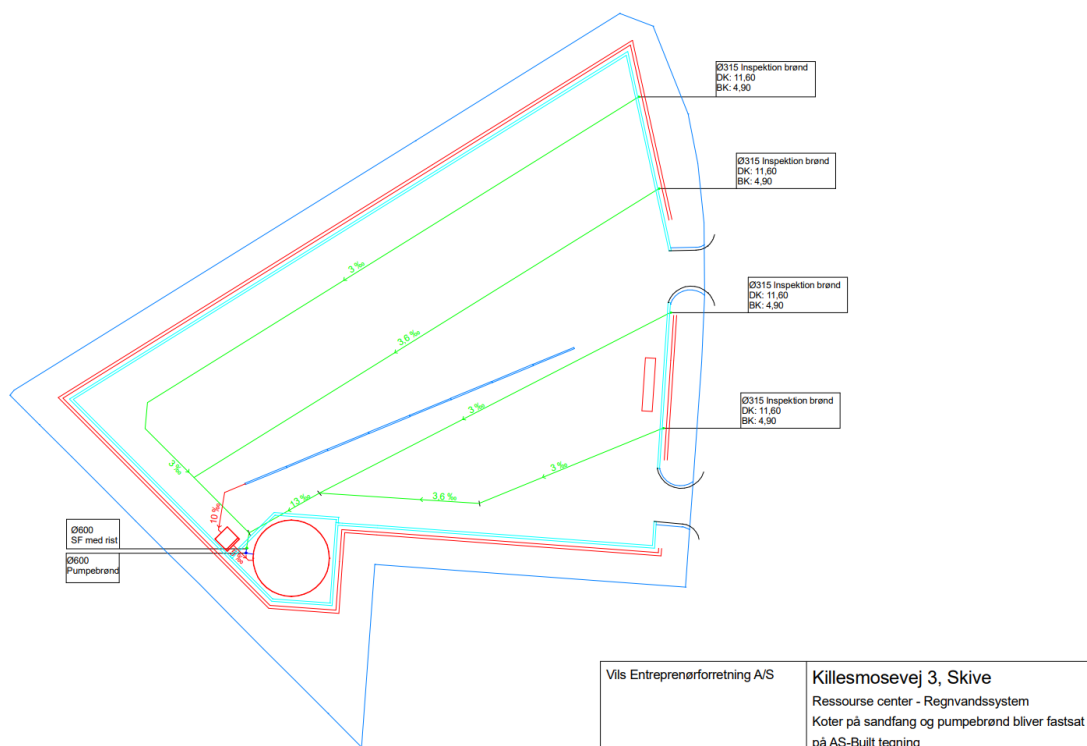 Ø315 Inspektion brønd
DK: 11,60
BK: 4,90
Ø315 Inspektion brønd
DK: 11,60
BK: 4,90
3 ‰
Ø315 Inspektion brønd
DK: 11,60
BK: 4,90
3,6 ‰
Ø315 Inspektion brønd
DK: 11,60
BK: 4,90
3 ‰
3 ‰
3 ‰
13 ‰
3,6 ‰
10 ‰
Ø600
SF med rist
Ø600
Pumpebrønd
Vils Entreprenørforretning A/S
Killesmosevej 3, Skive
Ressourse center - Regnvandssystem
Koter på sandfang og pumpebrønd bliver fastsat
på AS-Built tegning